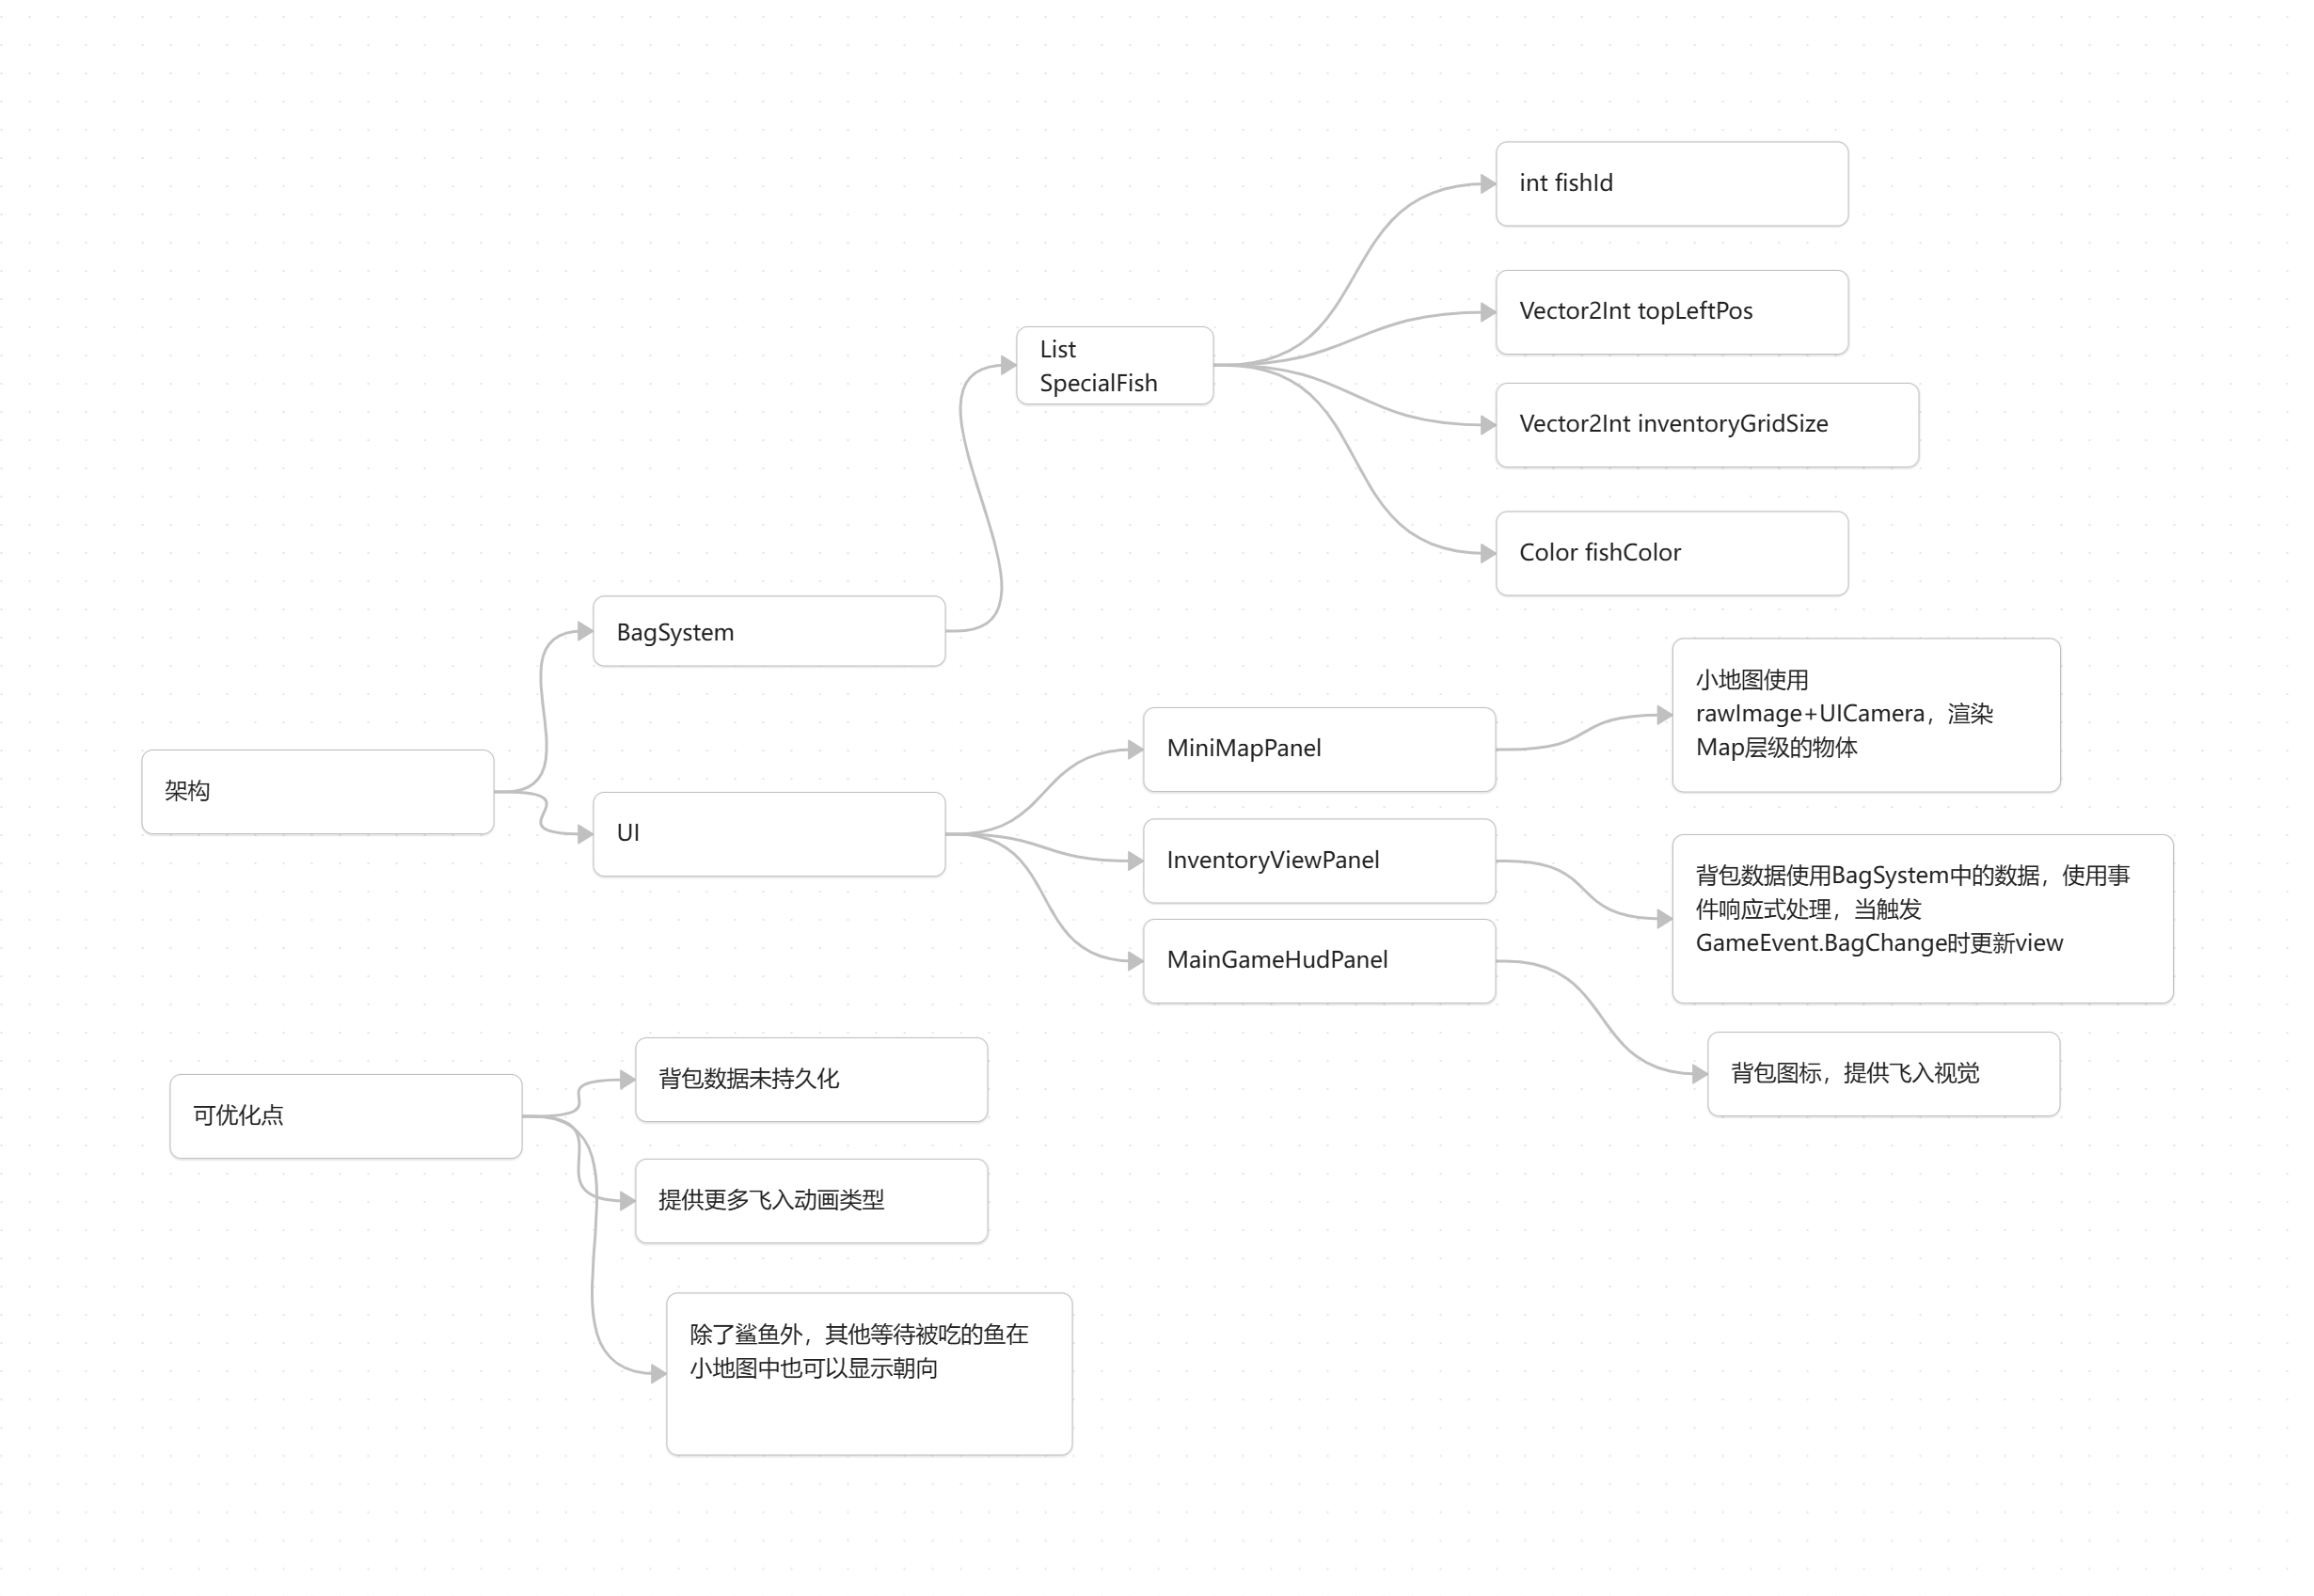 int fishId
Vector2Int topLeftPos
List
SpecialFish
Vector2Int inventoryGridSize
Color fishColor
BagSystem
小地图使用
rawImage+UICamera，渲染
Map层级的物体
MiniMapPanel
架构
UI
InventoryViewPanel
背包数据使用BagSystem中的数据，使用事
件响应式处理，当触发
GameEvent.BagChange时更新view
MainGameHudPanel
背包图标，提供飞入视觉
可优化点
背包数据未持久化
提供更多飞入动画类型
除了鲨鱼外，其他等待被吃的鱼在
小地图中也可以显示朝向